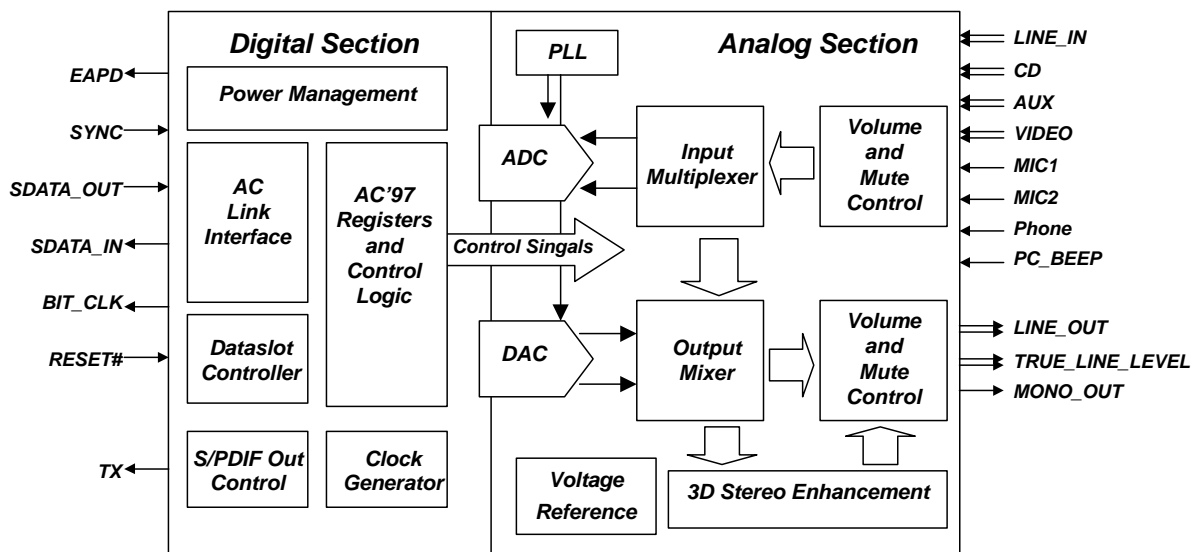 Digital Section
Analog Section
EAPD
SYNC
SDATA_OUT
SDATA_IN
BIT_CLK
RESET#
TX
Power Management
AC
Link
Interface
AC’97
Registers
and
Control
Logic
Dataslot
Controller
S/PDIF Out
Control
Clock
Generator
PLL
ADC
Input
Multiplexer
Volume
and
Mute
Control
Control Singals
DAC
Output
Mixer
Volume
and
Mute
Control
Voltage
Reference
3D Stereo Enhancement
LINE_IN
CD
AUX
VIDEO
MIC1
MIC2
Phone
PC_BEEP
LINE_OUT
TRUE_LINE_LEVEL
MONO_OUT